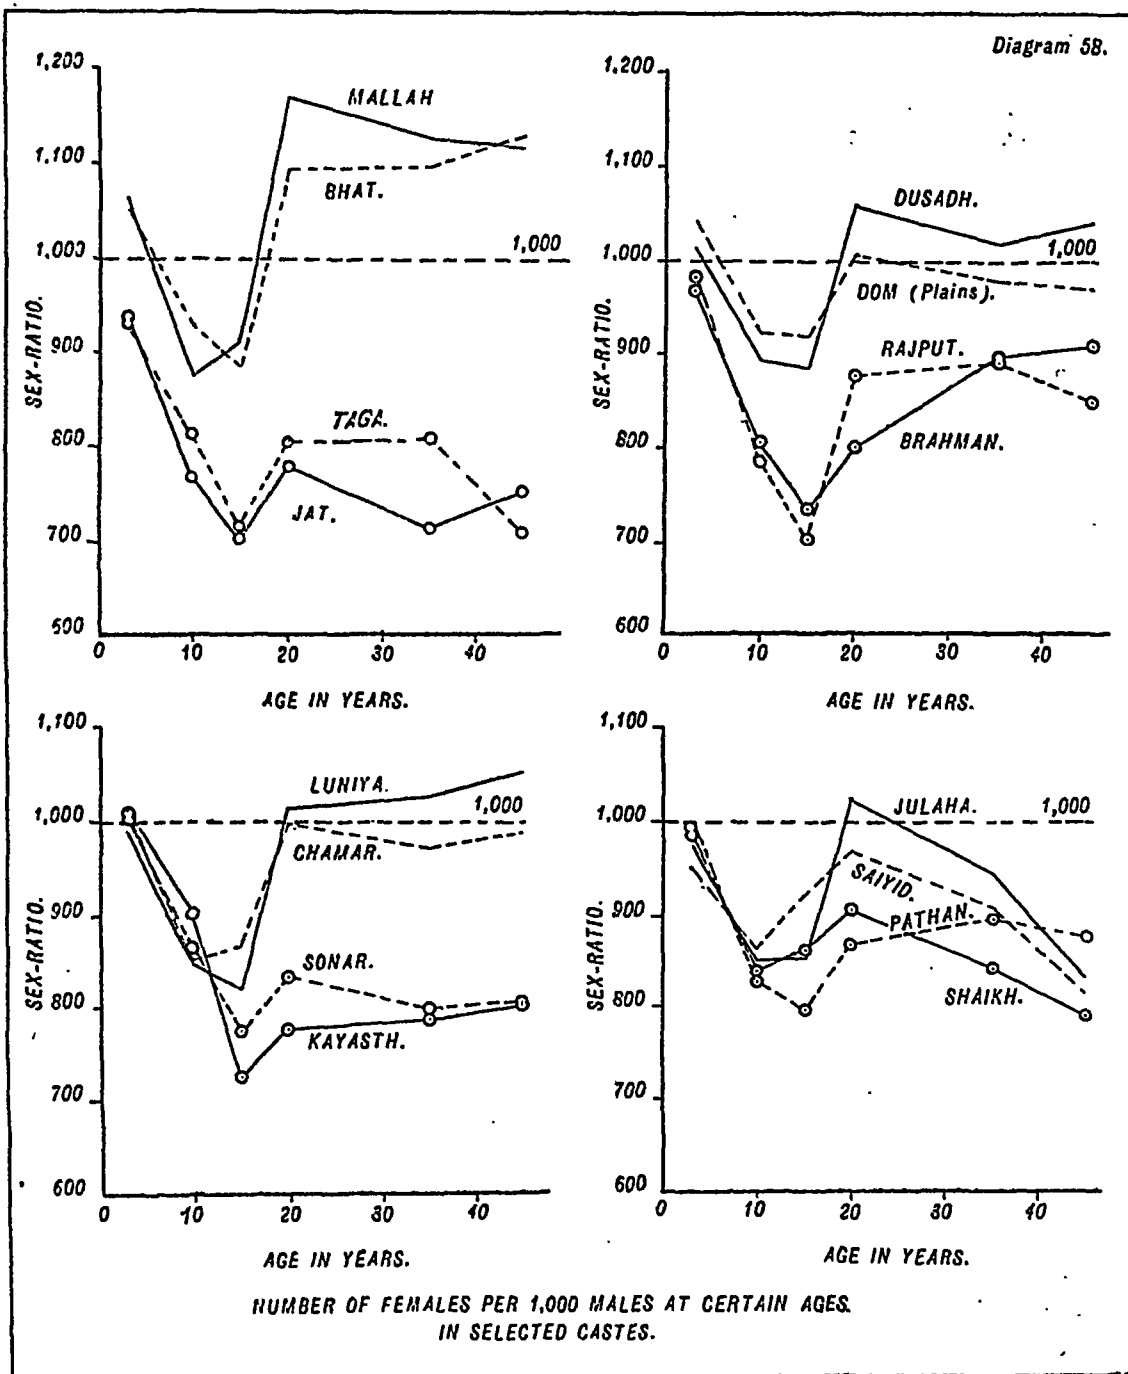 Diagram 58.
1,200
1,100
1,000
900
800
700
600
SEX-RATIO.
MALLAH
BHAT.
1,000
TAGA.
JAT.
0 10 20 30 40
AGE IN YEARS.
1,200
1,100
1,000
900
800
700
600
SEX-RATIO.
DUSADH.
1,000
DOM (Plains).
RAJPUT.
BRAHMAN.
0 10 20 30 40
AGE IN YEARS.
1,100
1,000
900
800
700
600
SEX-RATIO.
LUNIYA.
1,000
CHAMAR.
SONAR.
KAYASTH.
0 10 20 30 40
AGE IN YEARS.
1,100
1,000
900
800
700
600
SEX-RATIO.
JULAHA.
1,000
SAIYID.
PATHAN.
SHAIKH.
0 10 20 30 40
AGE IN YEARS.
NUMBER OF FEMALES PER 1,000 MALES AT CERTAIN AGES.
IN SELECTED CASTES.